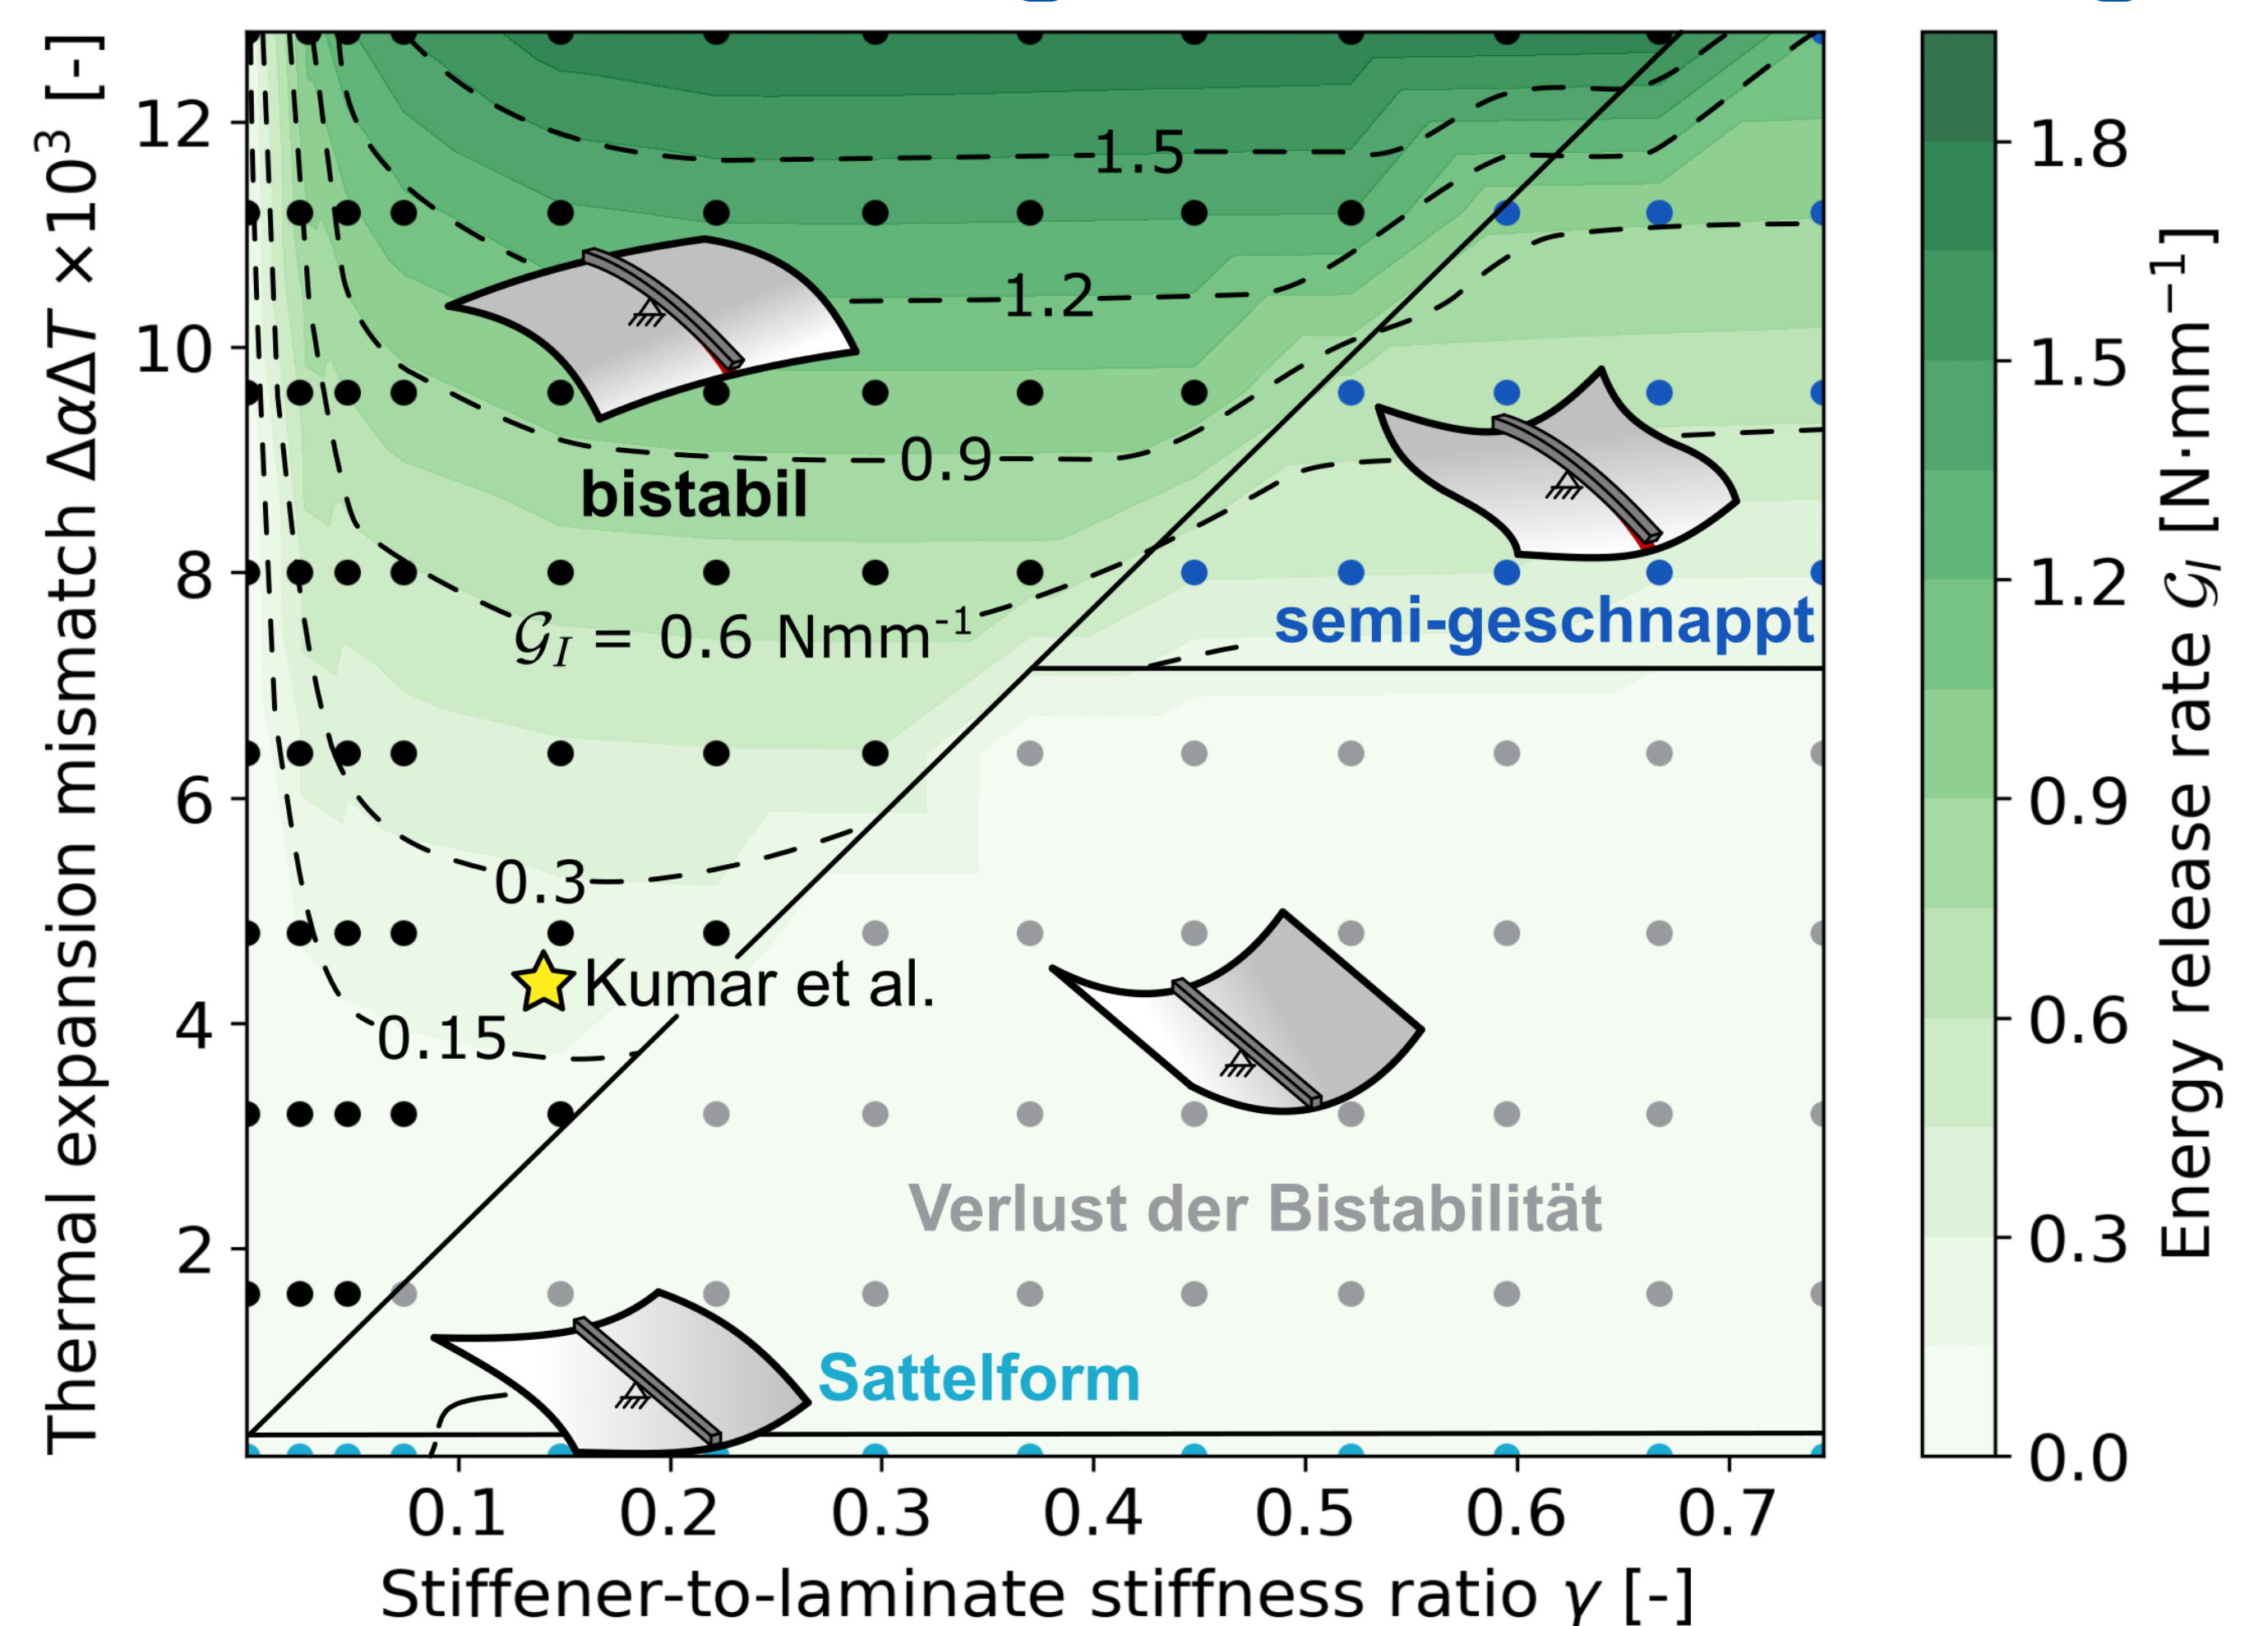 Thermal expansion mismatch ΔαΔT ×10³ [-]
12
10
8
6
4
2
1.5
1.2
0.9
bistabil
𝒢_I = 0.6 Nmm⁻¹
semi-geschnappt
0.3
Kumar et al.
0.15
Verlust der Bistabilität
Sattelform
0.1 0.2 0.3 0.4 0.5 0.6 0.7
Stiffener-to-laminate stiffness ratio γ [-]
1.8
1.5
1.2
0.9
0.6
0.3
0.0
Energy release rate 𝒢_I [N·mm⁻¹]